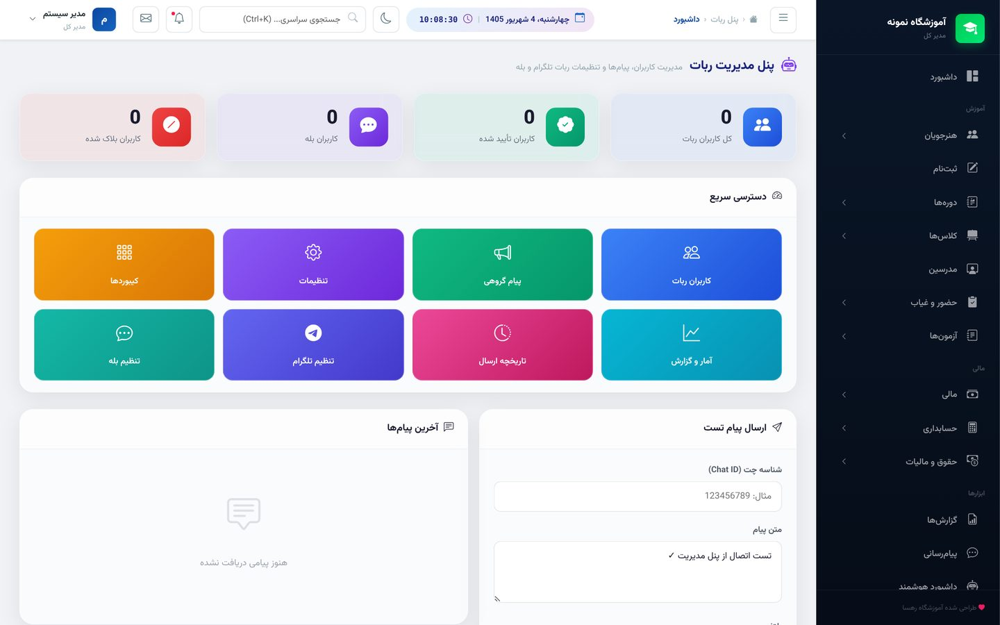 آموزشگاه نمونه
مدیر کل
داشبورد
آموزش
هنرجویان
ثبت‌نام
دوره‌ها
کلاس‌ها
مدرسین
حضور و غیاب
آزمون‌ها
مالی
مالی
حسابداری
حقوق و مالیات
ابزارها
گزارش‌ها
پیام‌رسانی
داشبورد هوشمند
طراحی شده آموزشگاه رهسا
پنل ربات › داشبورد
چهارشنبه، 4 شهریور 1405 | 10:08:30
جستجوی سراسری... (Ctrl+K)
م
مدیر سیستم
مدیر کل
پنل مدیریت ربات
مدیریت کاربران، پیام‌ها و تنظیمات ربات تلگرام و بله
0
کل کاربران ربات
0
کاربران تأیید شده
0
کاربران بله
0
کاربران بلاک شده
دسترسی سریع
کاربران ربات
پیام گروهی
تنظیمات
کیبوردها
آمار و گزارش
تاریخچه ارسال
تنظیم تلگرام
تنظیم بله
ارسال پیام تست
شناسه چت (Chat ID)
مثال: 123456789
متن پیام
تست اتصال از پنل مدیریت ✓
آخرین پیام‌ها
هنوز پیامی دریافت نشده